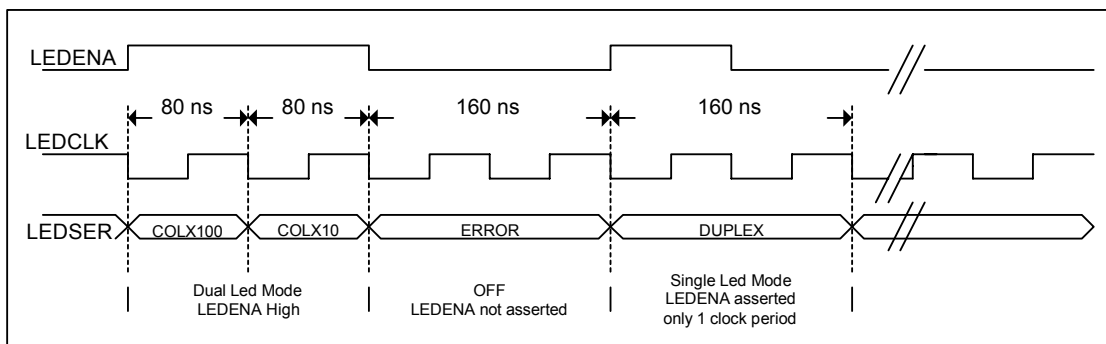 LEDENA
80 ns
80 ns
160 ns
160 ns
LEDCLK
LEDSER
COLX100
COLX10
ERROR
DUPLEX
Dual Led Mode
LEDENA High
OFF
LEDENA not asserted
Single Led Mode
LEDENA asserted
only 1 clock period